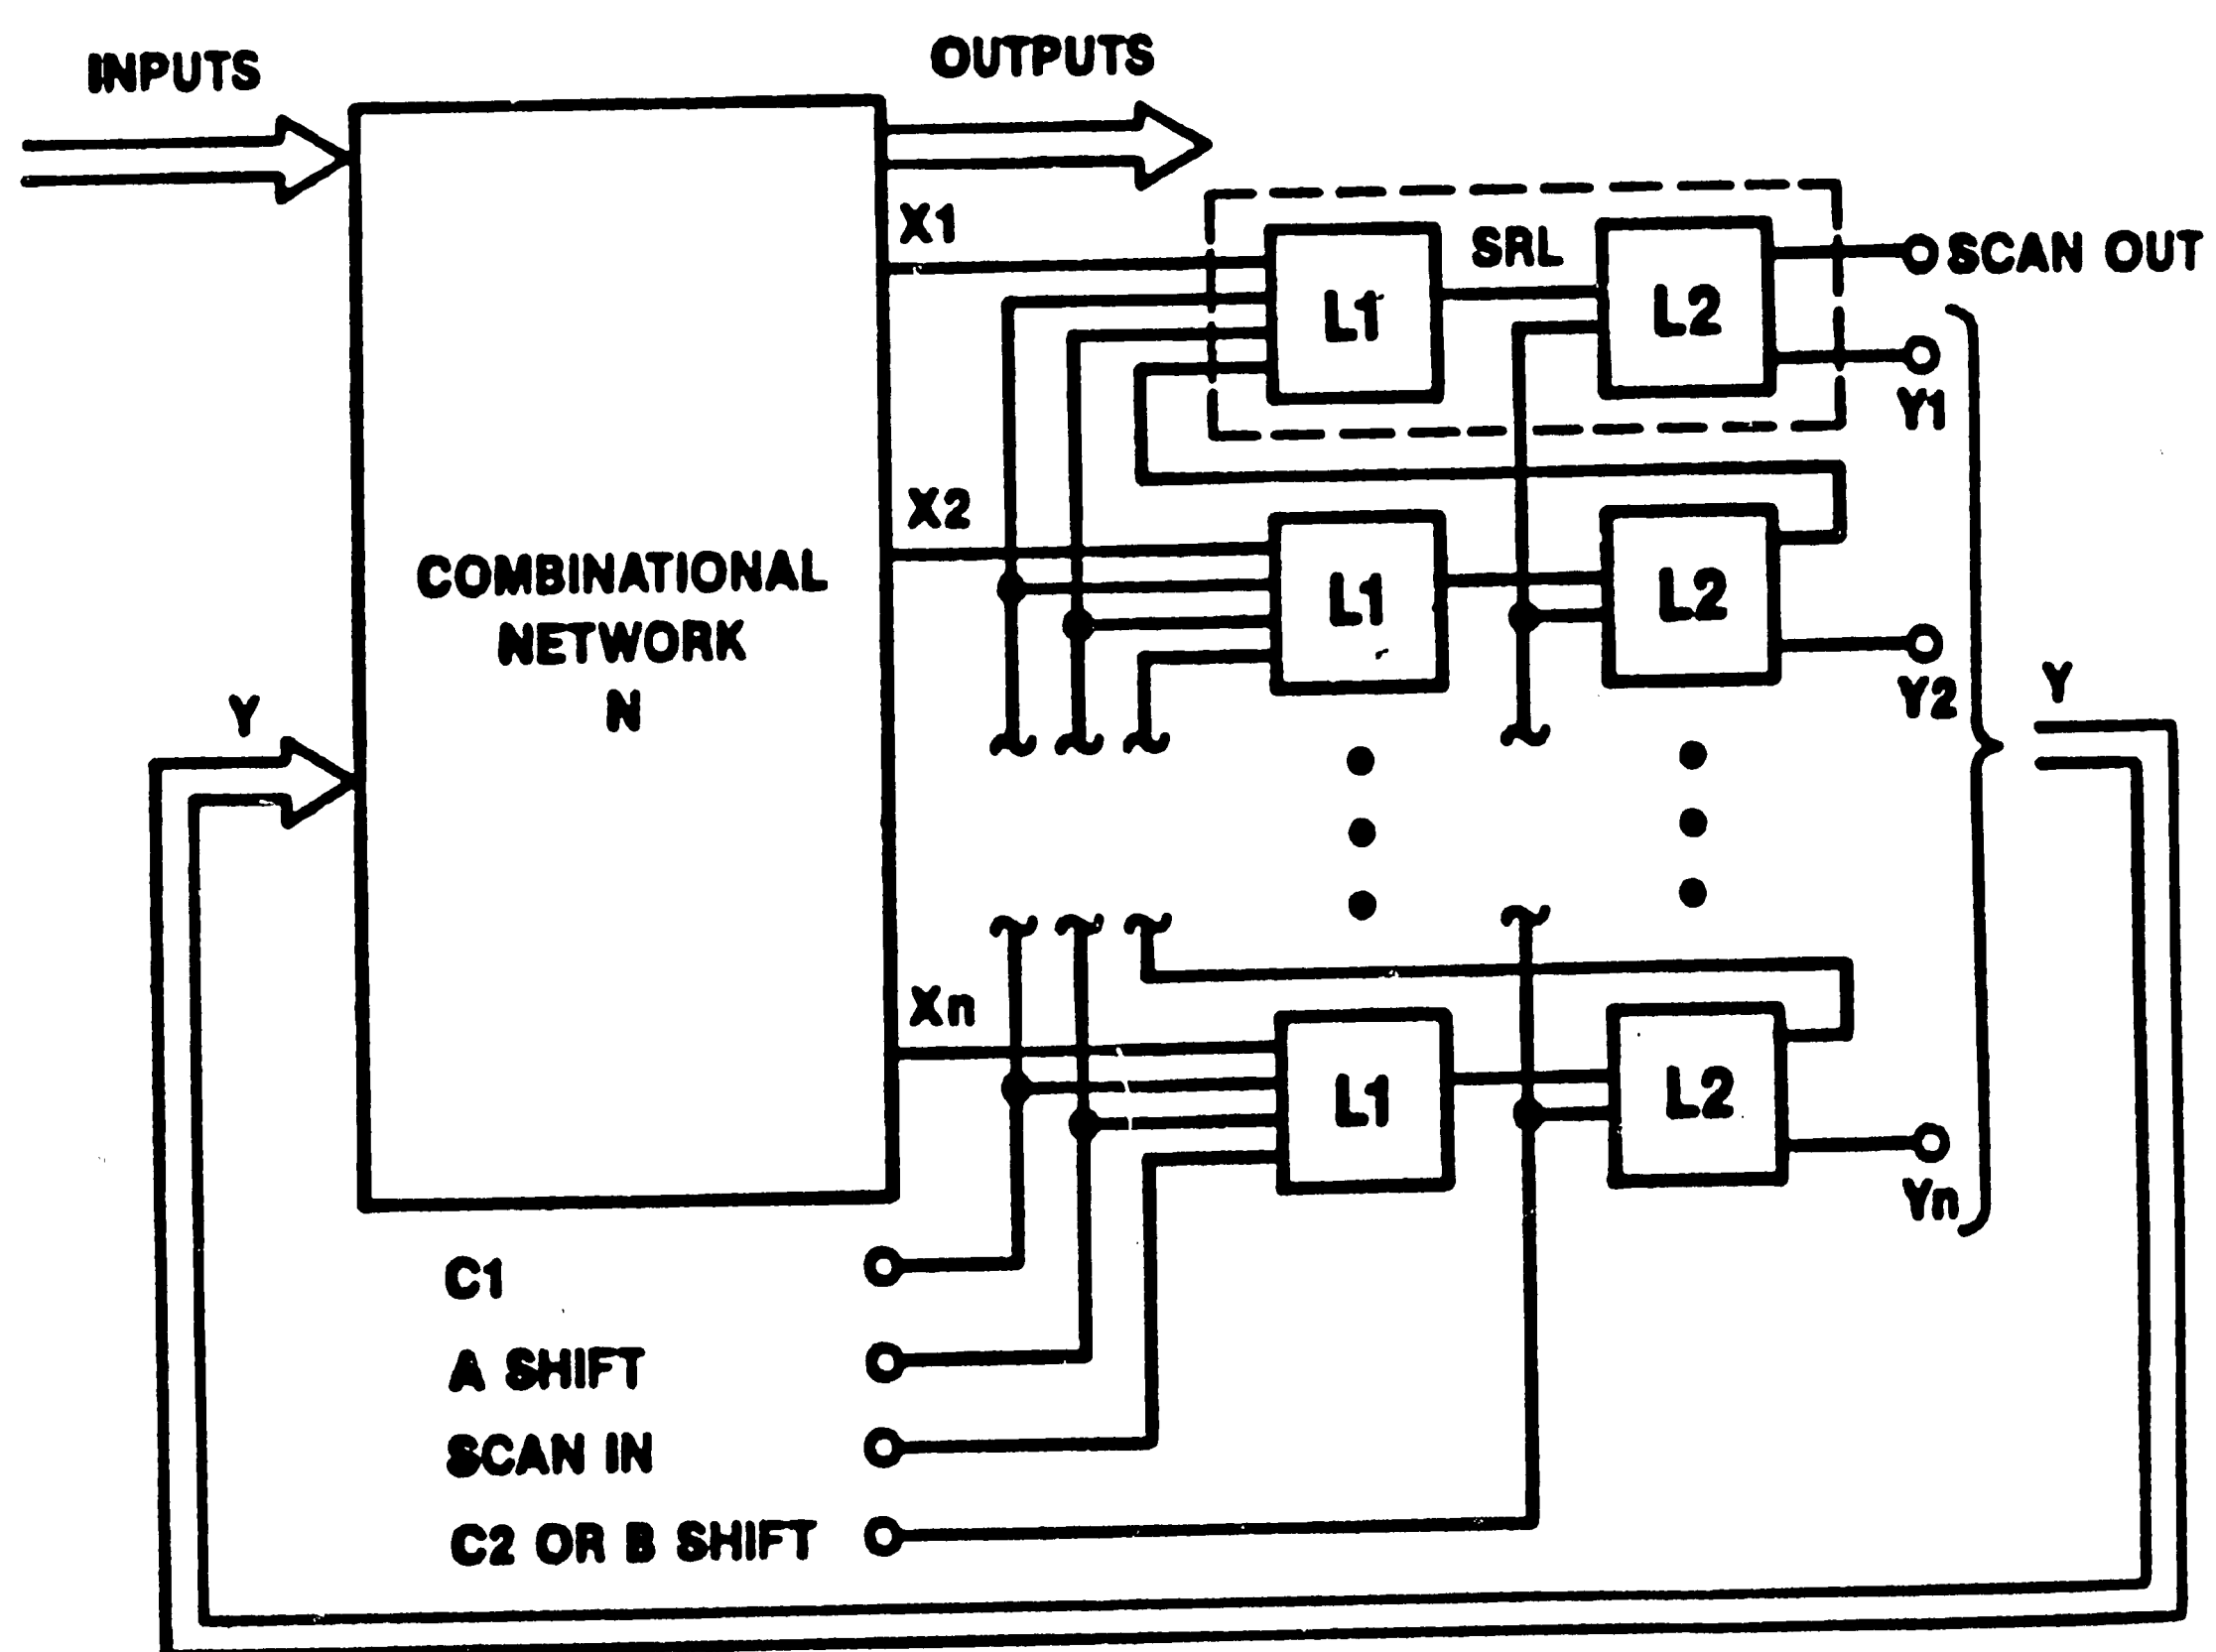 INPUTS
OUTPUTS
X1
SRL
L1
L2
SCAN OUT
Y1
X2
L1
L2
Y2
COMBINATIONAL
NETWORK
N
Y
Y
Xn
L1
L2
Yn
C1
A SHIFT
SCAN IN
C2 OR B SHIFT